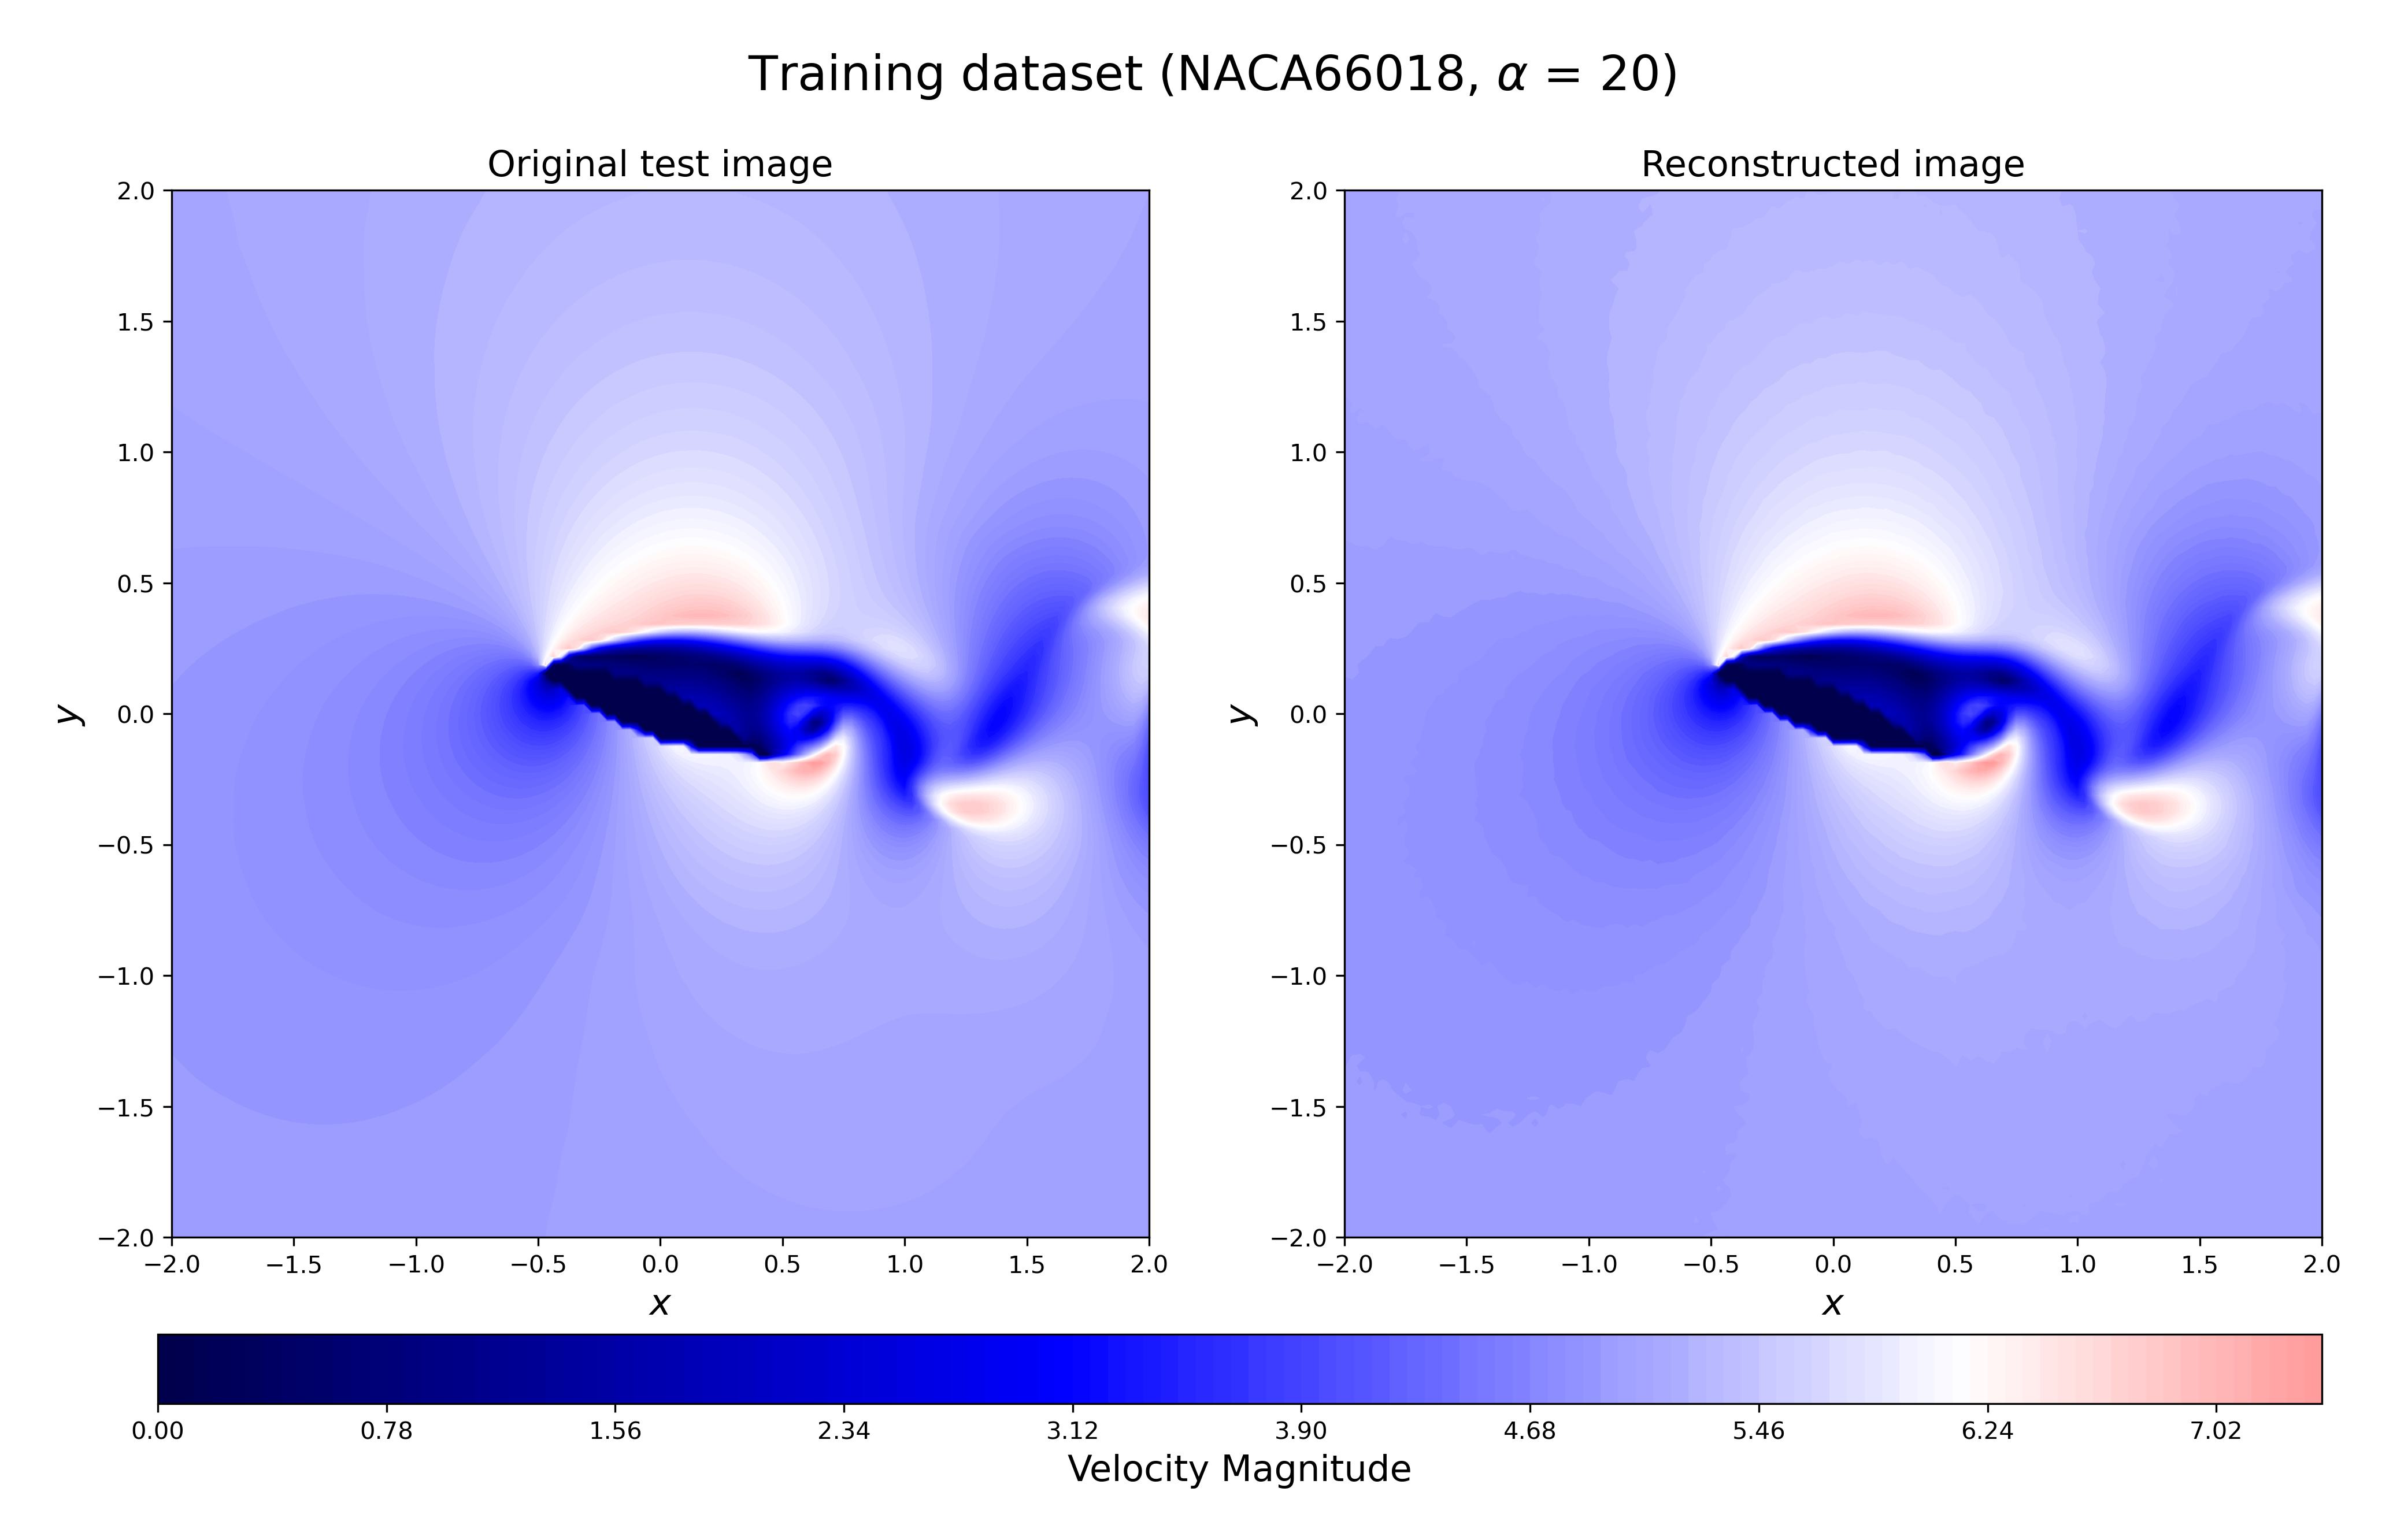 Training dataset (NACA66018, α = 20)
Original test image
Reconstructed image
2.0
1.5
1.0
0.5
0.0
−0.5
−1.0
−1.5
−2.0
y
−2.0 −1.5 −1.0 −0.5 0.0 0.5 1.0 1.5 2.0
x
2.0
1.5
1.0
0.5
0.0
−0.5
−1.0
−1.5
−2.0
y
−2.0 −1.5 −1.0 −0.5 0.0 0.5 1.0 1.5 2.0
x
0.00 0.78 1.56 2.34 3.12 3.90 4.68 5.46 6.24 7.02
Velocity Magnitude